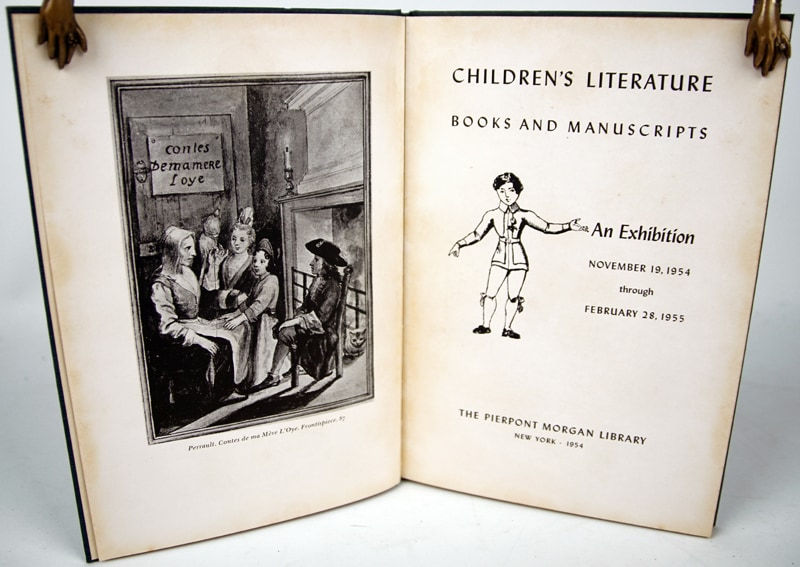 contes
Demamere
Loye
Perrault. Contes de ma Mère L'Oye. Frontispiece. 87
CHILDREN'S LITERATURE
BOOKS AND MANUSCRIPTS
An Exhibition
NOVEMBER 19, 1954
through
FEBRUARY 28, 1955
THE PIERPONT MORGAN LIBRARY
NEW YORK · 1954